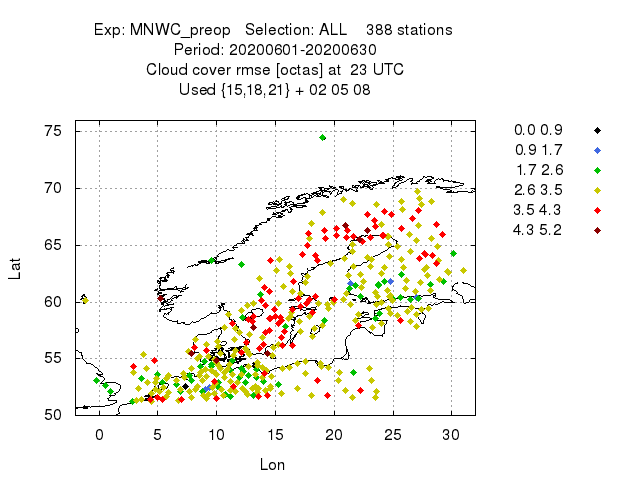 Exp: MNWC_preop Selection: ALL 388 stations
Period: 20200601-20200630
Cloud cover rmse [octas] at 23 UTC
Used {15,18,21} + 02 05 08
75
70
65
60
55
50
Lat
0 5 10 15 20 25 30
Lon
0.0 0.9
0.9 1.7
1.7 2.6
2.6 3.5
3.5 4.3
4.3 5.2